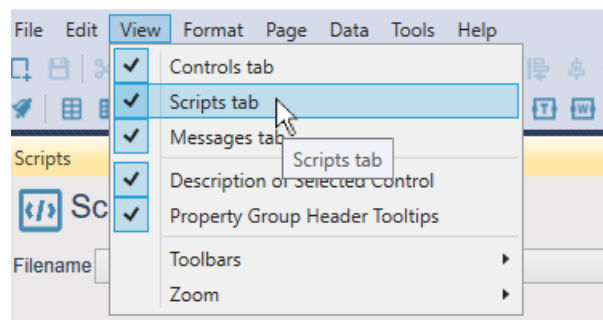 File Edit View Format Page Data Tools Help
Controls tab
Scripts tab
Messages tab
Scripts tab
Scripts
Description of Selected Control
Sc
Property Group Header Tooltips
Filename
Toolbars
Zoom